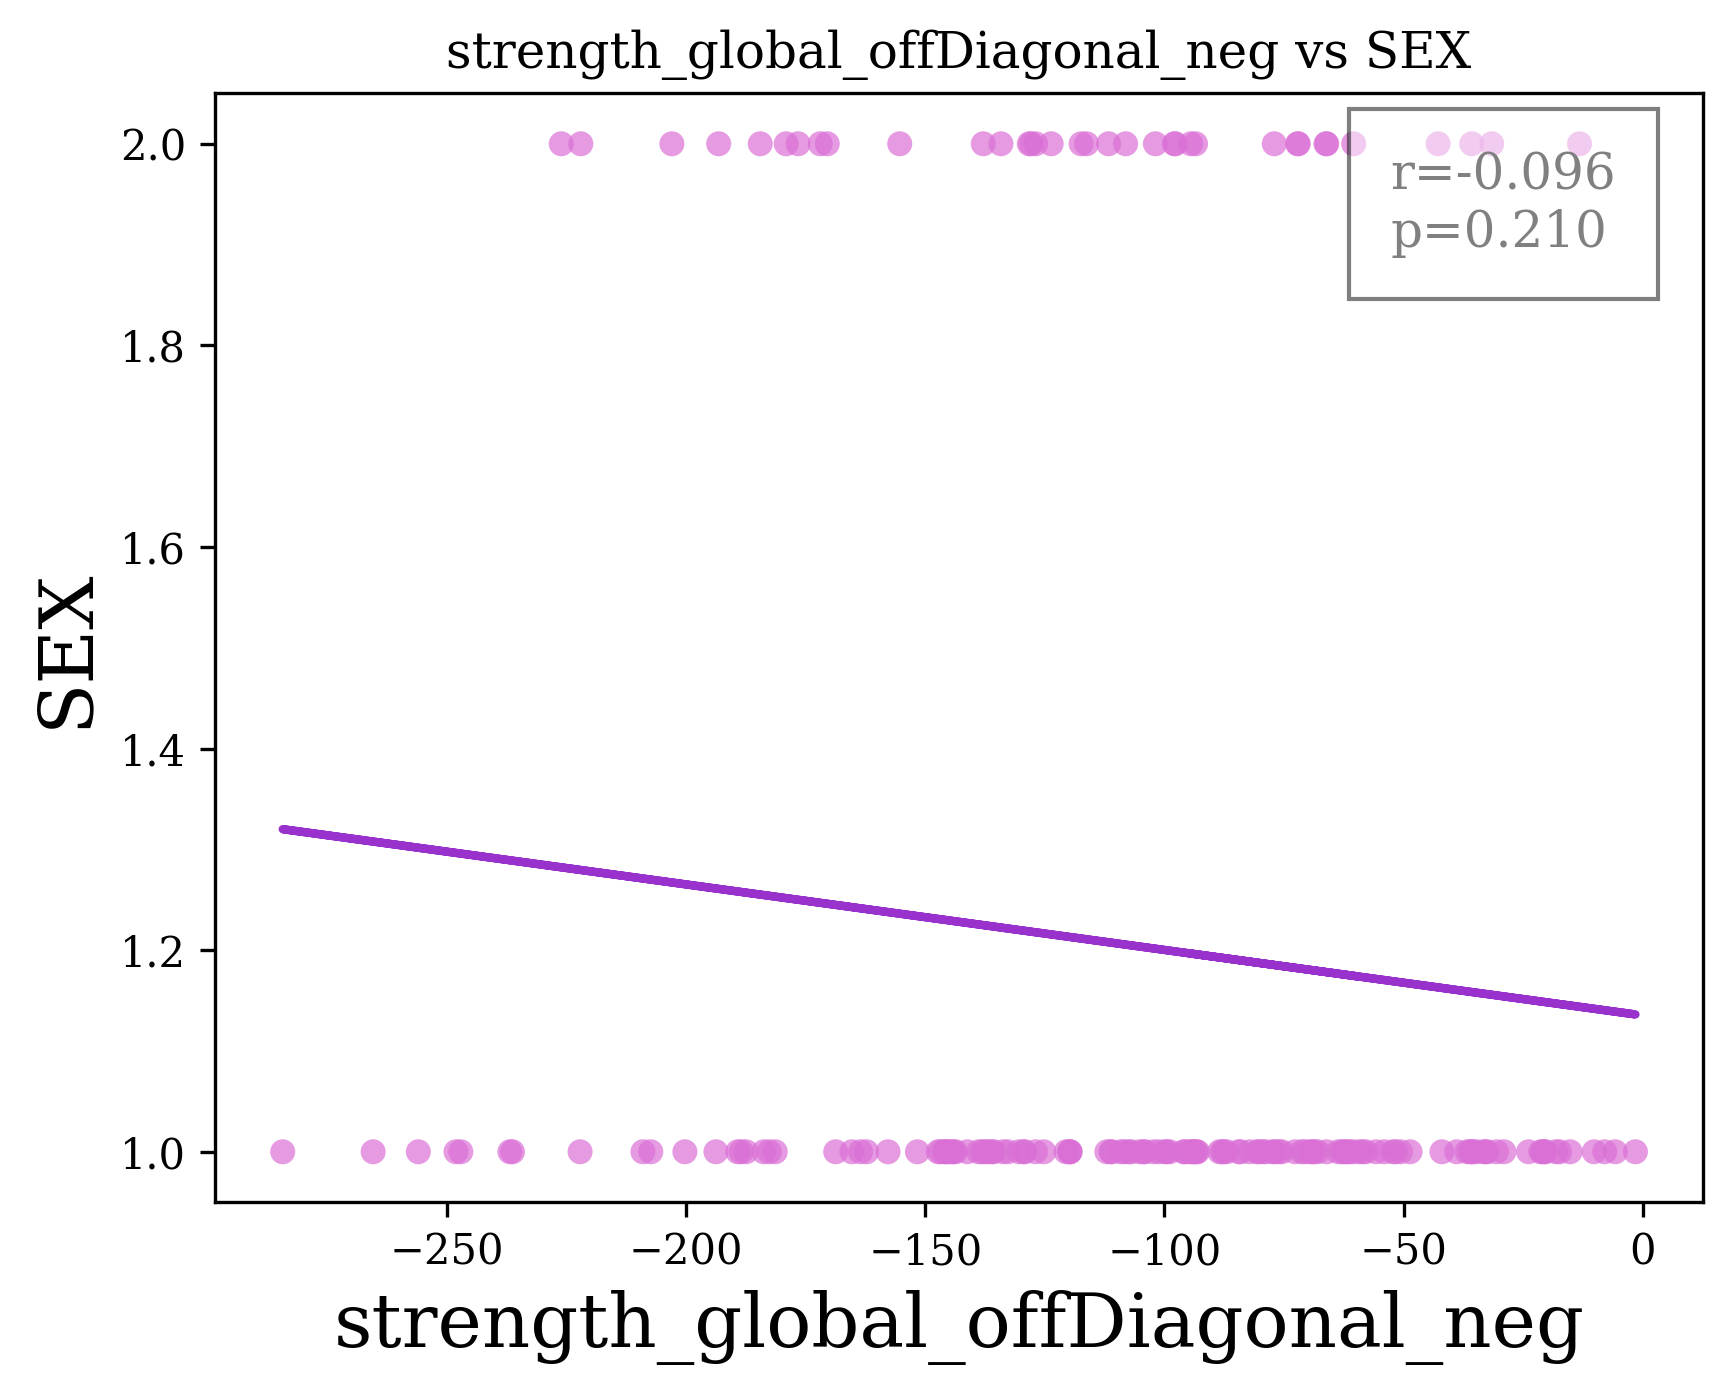 strength_global_offDiagonal_neg vs SEX
r=-0.096
p=0.210
SEX
2.0
1.8
1.6
1.4
1.2
1.0
−250
−200
−150
−100
−50
0
strength_global_offDiagonal_neg